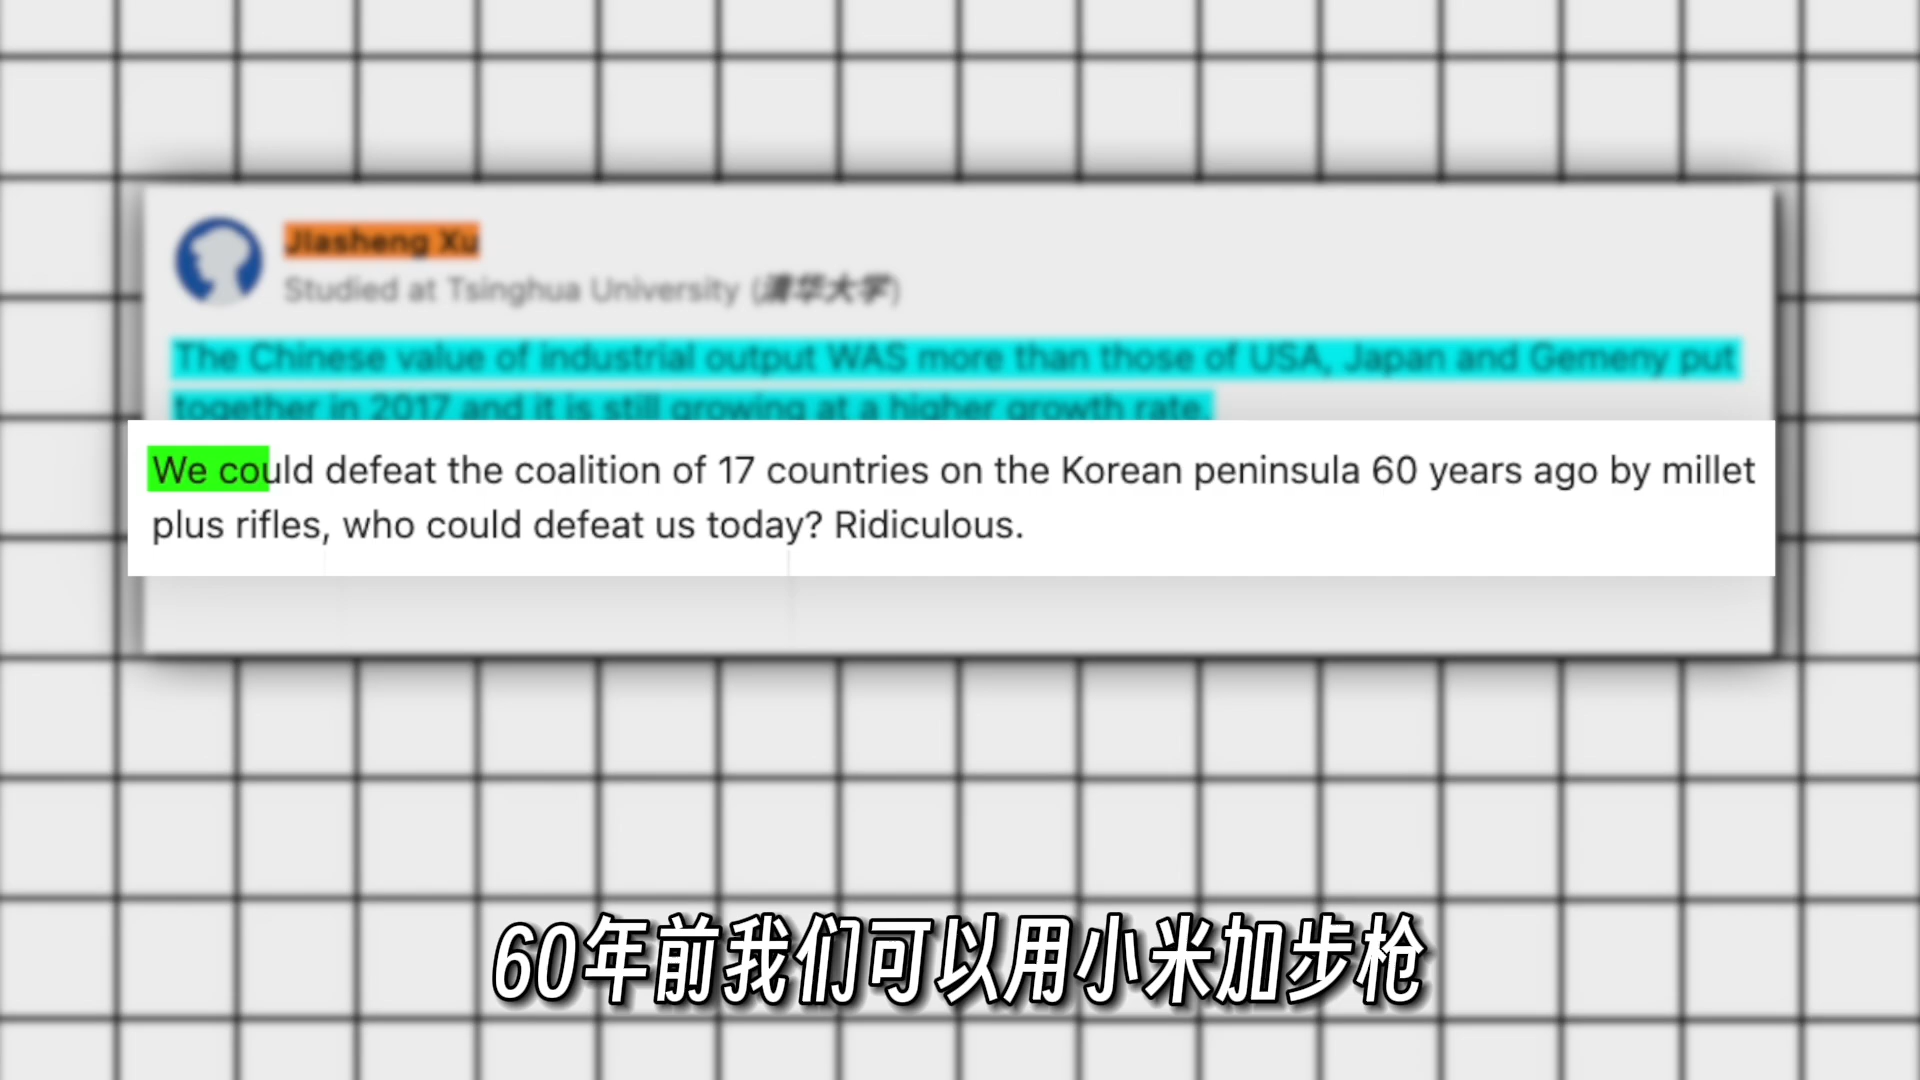 Jiasheng Xu
Studied at Tsinghua University (清华大学)
The Chinese value of industrial output WAS more than those of USA, Japan and Gemeny put
together in 2017 and it is still growing at a higher growth rate.
We could defeat the coalition of 17 countries on the Korean peninsula 60 years ago by millet
plus rifles, who could defeat us today? Ridiculous.
60年前我们可以用小米加步枪